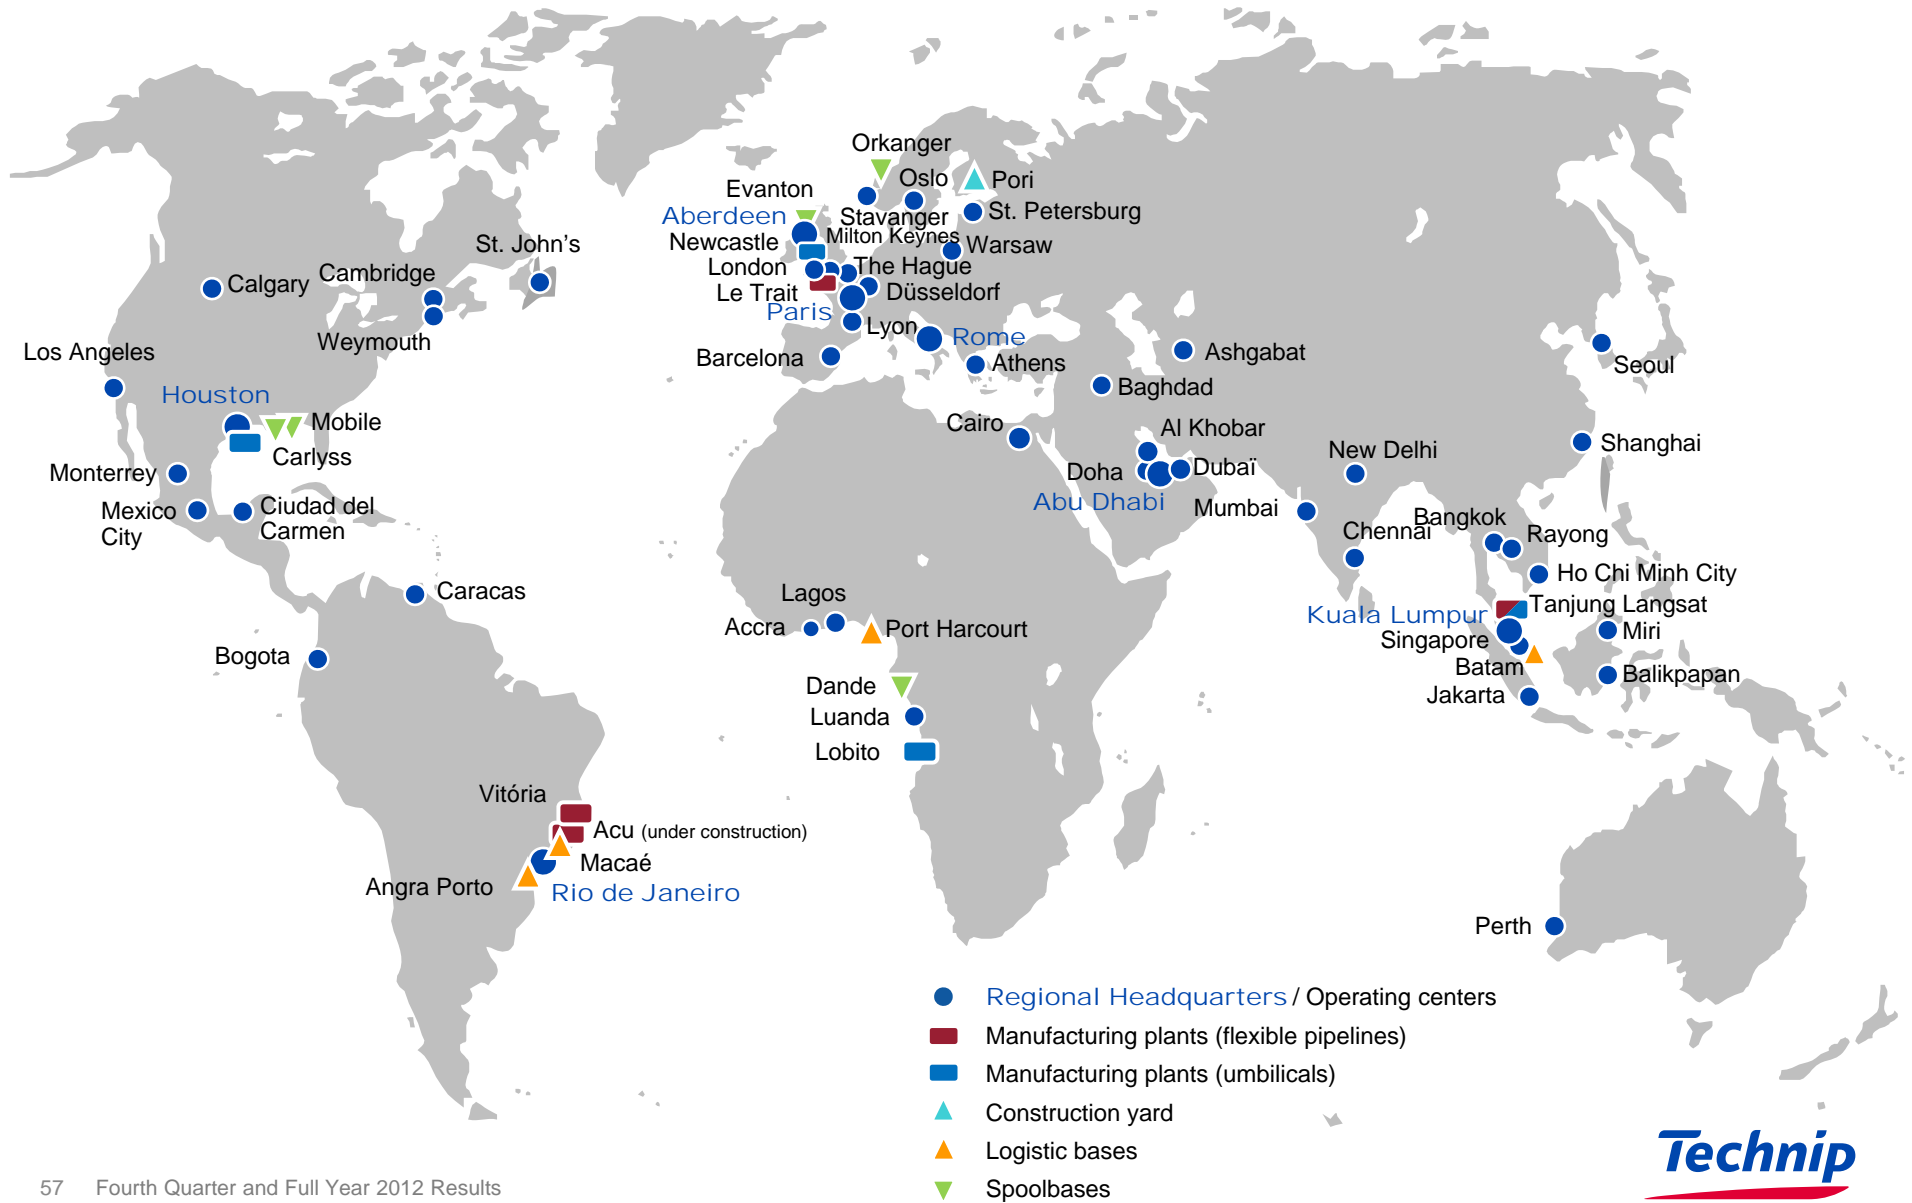 Orkanger
Oslo
Pori
Evanton
Aberdeen
Stavanger
St. Petersburg
Newcastle
Milton Keynes
Warsaw
St. John's
London
The Hague
Calgary
Cambridge
Le Trait
Düsseldorf
Paris
Lyon
Rome
Weymouth
Los Angeles
Barcelona
Athens
Ashgabat
Seoul
Houston
Baghdad
Mobile
Cairo
Al Khobar
Carlyss
New Delhi
Shanghai
Monterrey
Doha
Dubaï
Abu Dhabi
Mexico
City
Ciudad del
Carmen
Mumbai
Bangkok
Chennai
Rayong
Ho Chi Minh City
Caracas
Lagos
Kuala Lumpur
Tanjung Langsat
Accra
Port Harcourt
Singapore
Miri
Bogota
Batam
Balikpapan
Dande
Jakarta
Luanda
Lobito
Vitória
Acu (under construction)
Macaé
Angra Porto
Rio de Janeiro
Perth
Regional Headquarters / Operating centers
Manufacturing plants (flexible pipelines)
Manufacturing plants (umbilicals)
Construction yard
Logistic bases
Spoolbases
Technip
57 Fourth Quarter and Full Year 2012 Results